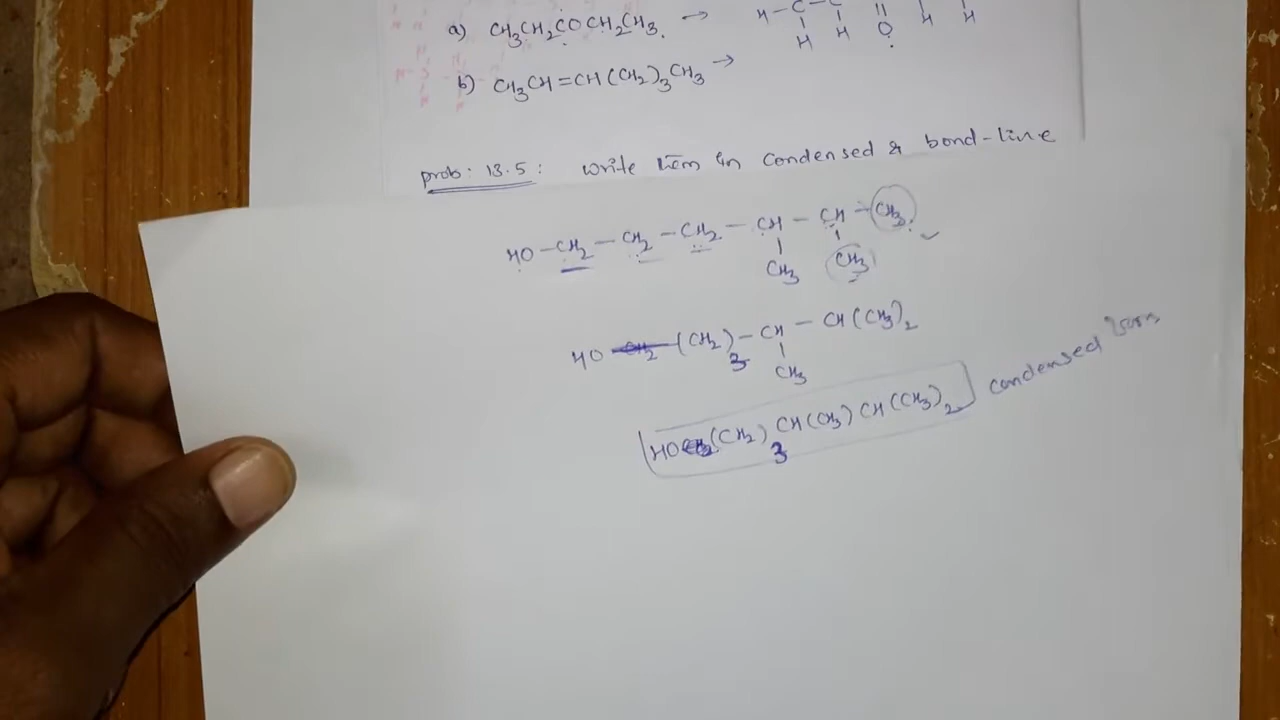 a) CH3CH2COCH2CH3. → H-C-C
H H O H H
b) CH3CH=CH(CH2)3CH3 →
prob: 13.5: write them in condensed & bond-line
HO-CH2-CH2-CH2-CH-CH-CH3
CH3 CH3
HO (CH2)3-CH-CH(CH3)2
CH3
HO(CH2)3CH(CH3)CH(CH3)2 condensed form